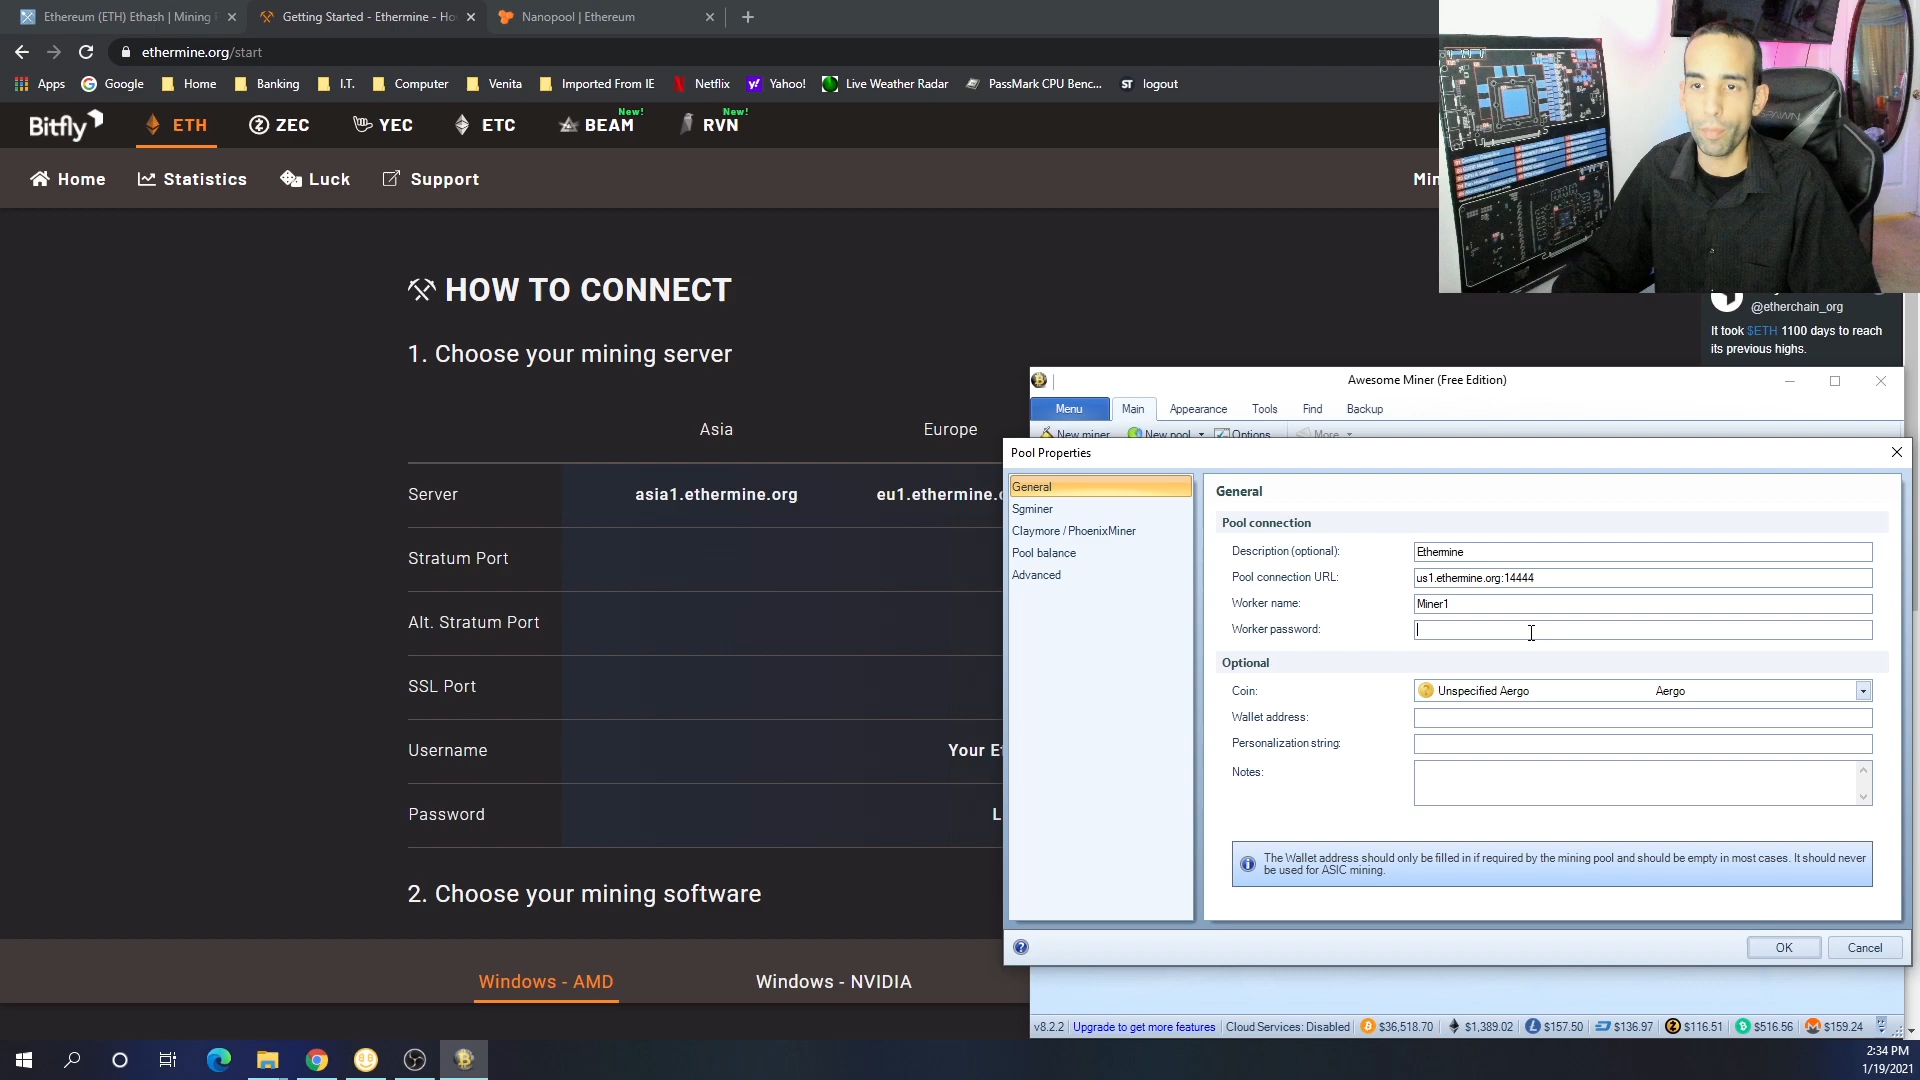 Ethereum (ETH) Ethash | Mining
Getting Started - Ethermine - Ho
Nanopool | Ethereum
ethermine.org/start
Apps
Google
Home
Banking
I.T.
Computer
Venita
Imported From IE
Netflix
Yahoo!
Live Weather Radar
PassMark CPU Benc...
ST logout
Bitfly
ETH
ZEC
YEC
ETC
BEAM New!
RVN New!
Home
Statistics
Luck
Support
Min
HOW TO CONNECT
1. Choose your mining server
Asia
Europe
Server
asia1.ethermine.org
eu1.ethermine.o
Stratum Port
Alt. Stratum Port
SSL Port
Username
Your E
Password
L
2. Choose your mining software
Windows - AMD
Windows - NVIDIA
@etherchain_org
It took $ETH 1100 days to reach
its previous highs.
Awesome Miner (Free Edition)
Menu
Main
Appearance
Tools
Find
Backup
New miner
New pool
Options
More
Pool Properties
General
Sgminer
Claymore / PhoenixMiner
Pool balance
Advanced
General
Pool connection
Description (optional):
Ethermine
Pool connection URL:
us1.ethermine.org:14444
Worker name:
Miner1
Worker password:
Optional
Coin:
Unspecified Aergo
Aergo
Wallet address:
Personalization string:
Notes:
The Wallet address should only be filled in if required by the mining pool and should be empty in most cases. It should never
be used for ASIC mining.
OK
Cancel
v8.2.2
Upgrade to get more features
Cloud Services: Disabled
$36,518.70
$1,389.02
$157.50
$136.97
$116.51
$516.56
$159.24
2:34 PM
1/19/2021